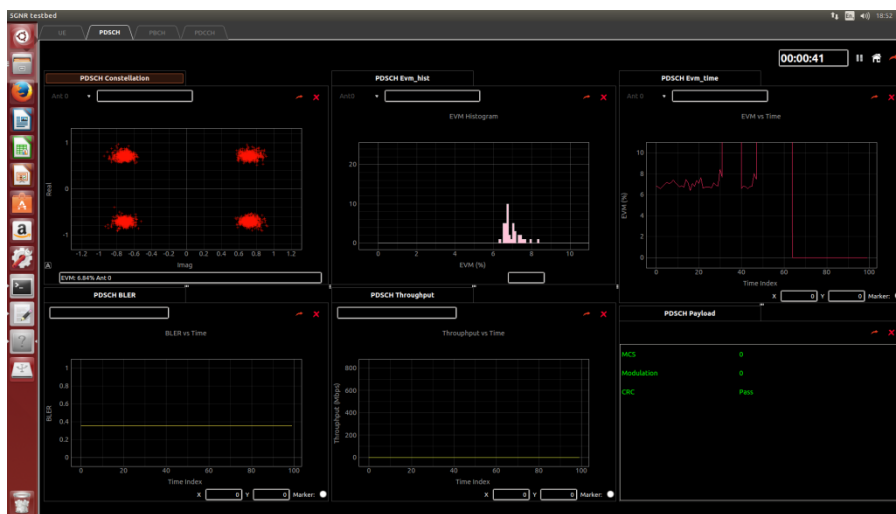 5GNR testbed
En
18:52
UE
PDSCH
PBCH
PDCCH
00:00:41
PDSCH Constellation
Ant 0
1
0
-1
Real
-1.2 -1 -0.8 -0.6 -0.4 -0.2 0 0.2 0.4 0.6 0.8 1 1.2
Imag
A
EVM: 6.84% Ant:0
PDSCH Evm_hist
Ant0
EVM Histogram
20
10
0
0 2 4 6 8 10
EVM (%)
PDSCH Evm_time
Ant 0
EVM vs Time
10
8
6
4
2
0
EVM (%)
0 20 40 60 80 100
Time Index
X 0 Y 0 Marker:
PDSCH BLER
BLER vs Time
1
0.8
0.6
0.4
0.2
0
BLER
0 20 40 60 80 100
Time Index
X 0 Y 0 Marker:
PDSCH Throughput
Throughput vs Time
800
600
400
200
0
Throughput (Mbps)
0 20 40 60 80 100
Time Index
X 0 Y 0 Marker:
PDSCH Payload
MCS 0
Modulation 0
CRC Pass